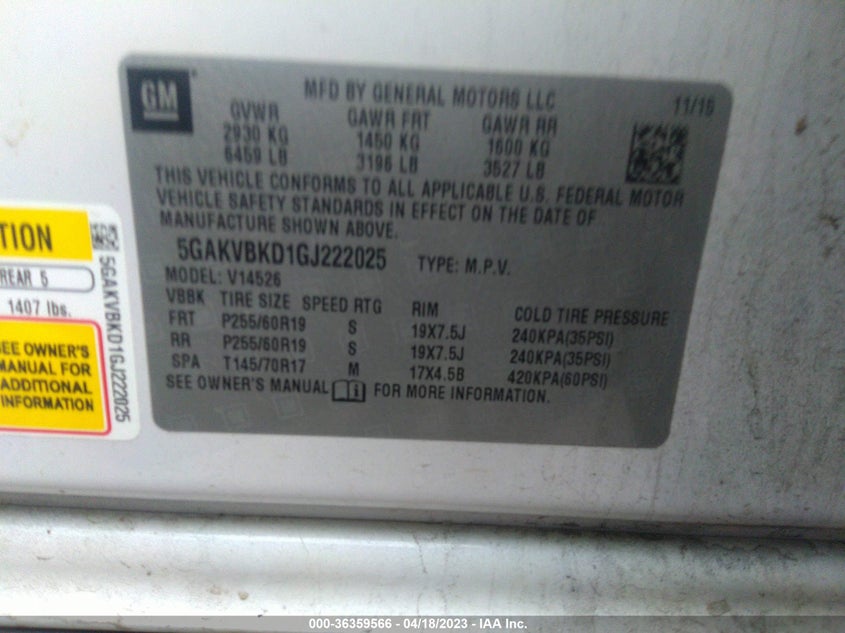 GM
MFD BY GENERAL MOTORS LLC
11/15
GVWR GAWR FRT GAWR RR
2930 KG 1450 KG 1600 KG
6459 LB 3196 LB 3527 LB
THIS VEHICLE CONFORMS TO ALL APPLICABLE U.S. FEDERAL MOTOR
VEHICLE SAFETY STANDARDS IN EFFECT ON THE DATE OF
MANUFACTURE SHOWN ABOVE.
5GAKVBKD1GJ222025 TYPE: M.P.V.
MODEL: V14526
VBBK TIRE SIZE SPEED RTG RIM COLD TIRE PRESSURE
FRT P255/60R19 S 19X7.5J 240KPA(35PSI)
RR P255/60R19 S 19X7.5J 240KPA(35PSI)
SPA T145/70R17 M 17X4.5B 420KPA(60PSI)
SEE OWNER'S MANUAL FOR MORE INFORMATION.
TION
REAR 5
1407 lbs.
SEE OWNER'S
MANUAL FOR
ADDITIONAL
INFORMATION
5GAKVBKD1GJ222025
000-36359566 - 04/18/2023 - IAA Inc.